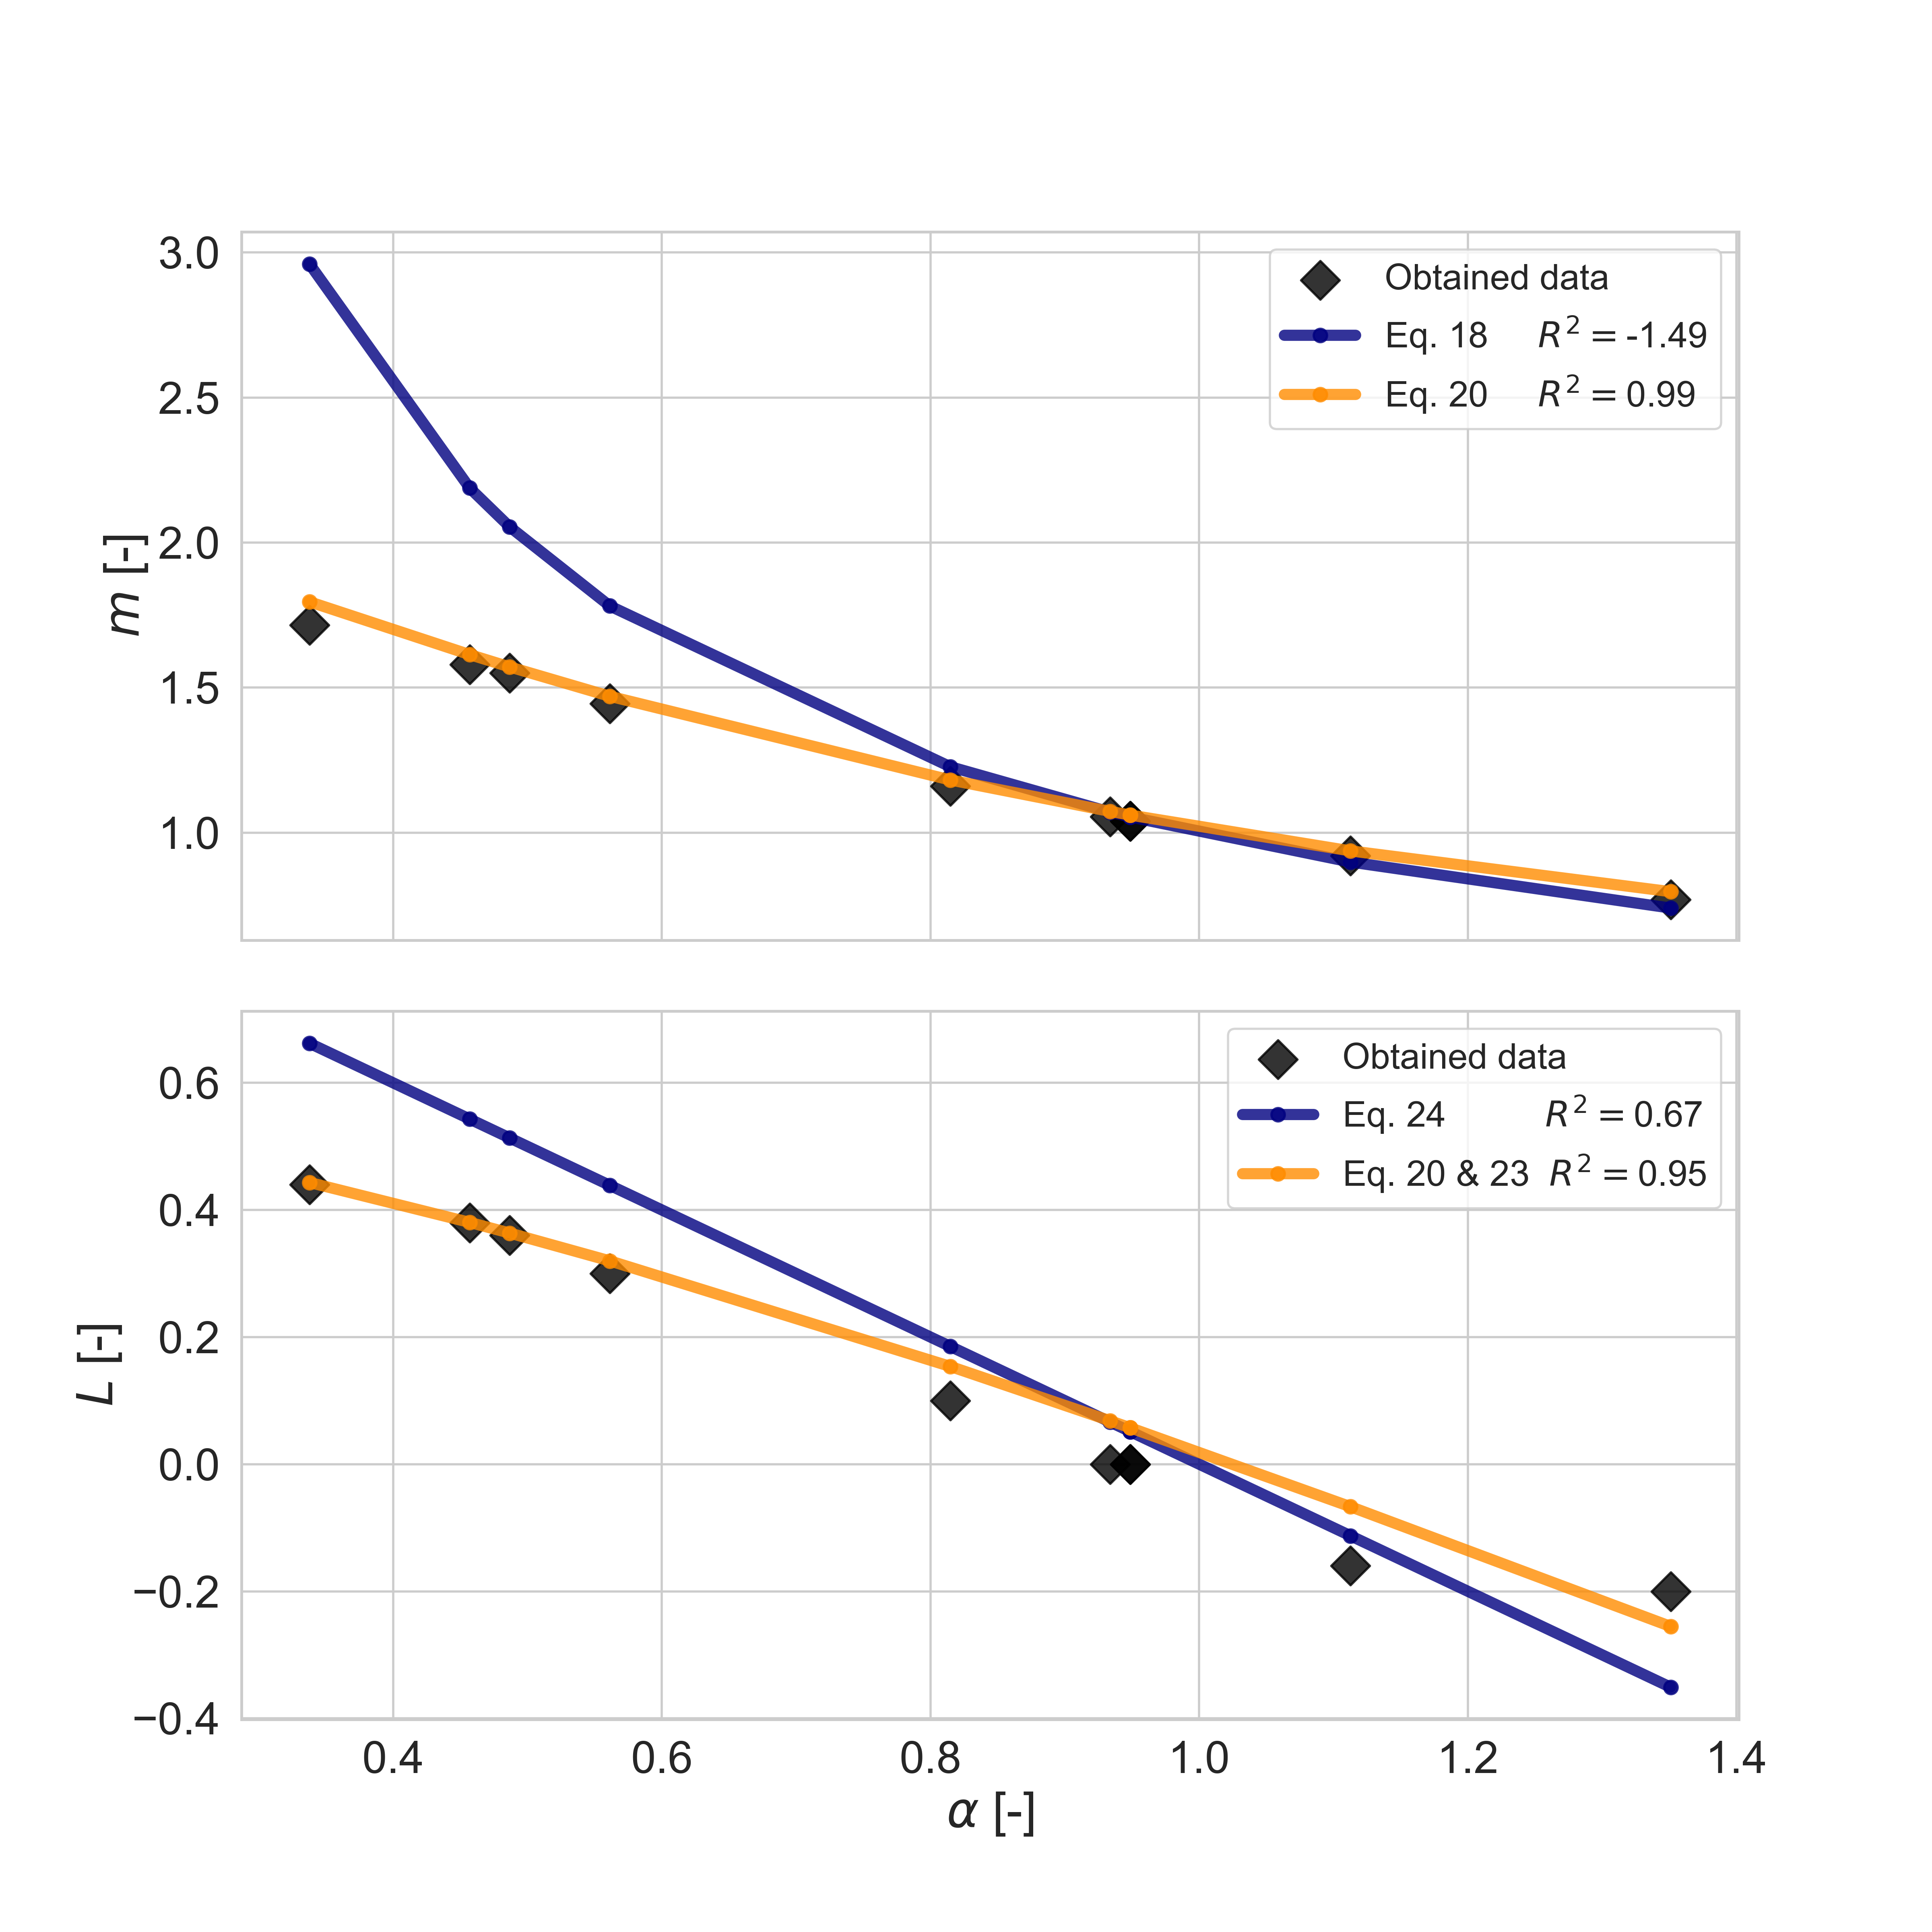 3.0
2.5
2.0
1.5
1.0
m [-]
Obtained data
Eq. 18 R² = -1.49
Eq. 20 R² = 0.99
0.6
0.4
0.2
0.0
−0.2
−0.4
L [-]
Obtained data
Eq. 24 R² = 0.67
Eq. 20 & 23 R² = 0.95
0.4 0.6 0.8 1.0 1.2 1.4
α [-]